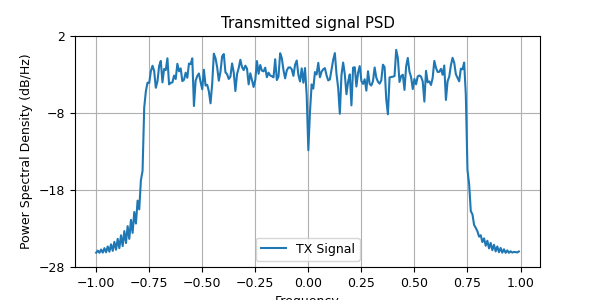 Transmitted signal PSD
Power Spectral Density (dB/Hz)
2
−8
−18
−28
TX Signal
−1.00 −0.75 −0.50 −0.25 0.00 0.25 0.50 0.75 1.00
Frequency